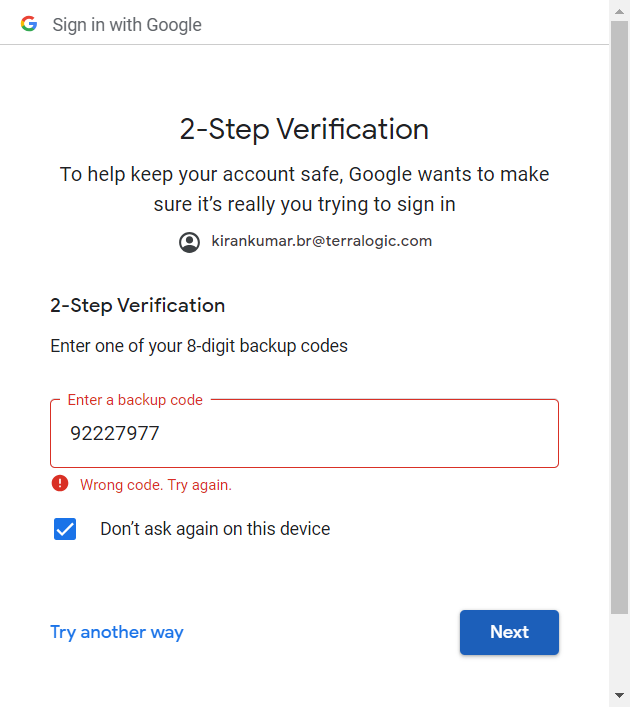 Sign in with Google
2-Step Verification
To help keep your account safe, Google wants to make
sure it’s really you trying to sign in
kirankumar.br@terralogic.com
2-Step Verification
Enter one of your 8-digit backup codes
Enter a backup code
92227977
Wrong code. Try again.
Don’t ask again on this device
Try another way
Next